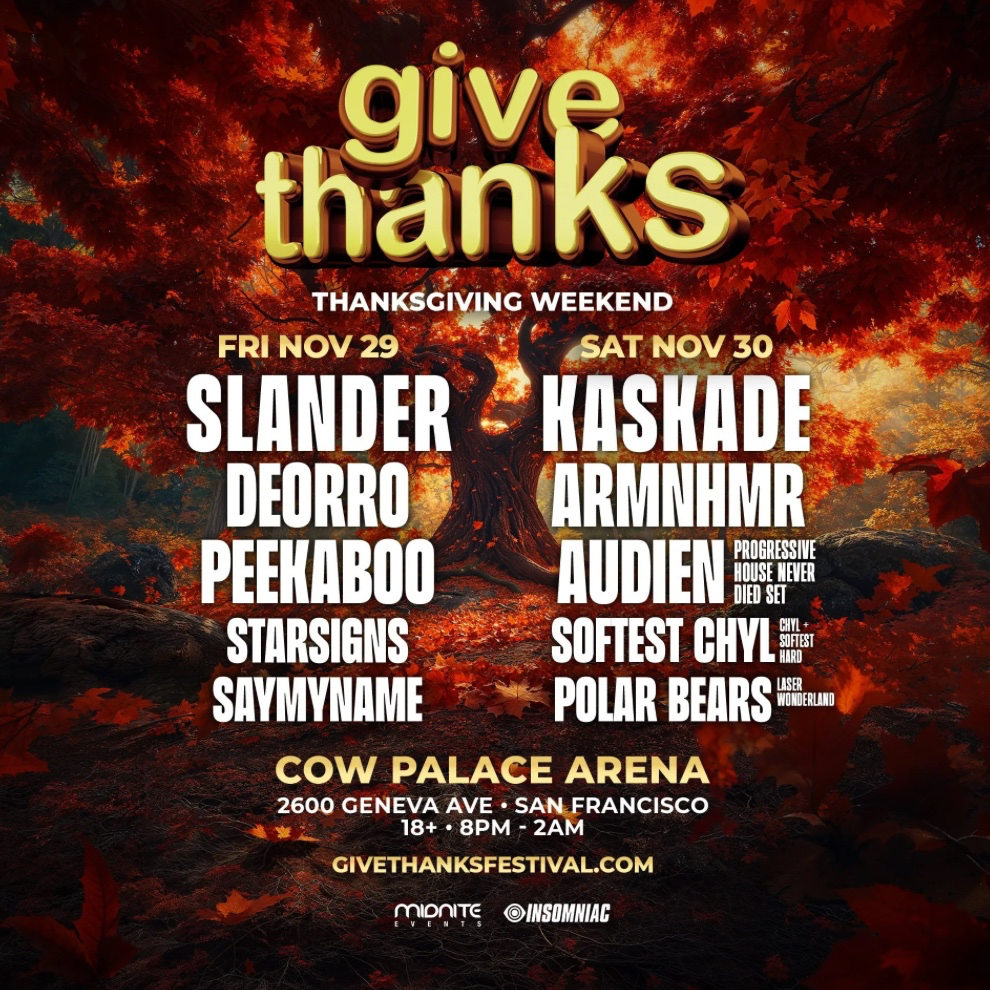 give
thanks
THANKSGIVING WEEKEND
FRI NOV 29
SLANDER
DEORRO
PEEKABOO
STARSIGNS
SAYMYNAME
SAT NOV 30
KASKADE
ARMNHMR
AUDIEN
PROGRESSIVE
HOUSE NEVER
DIED SET
SOFTEST CHYL
CHYL +
SOFTEST
HARD
POLAR BEARS
LASER
WONDERLAND
COW PALACE ARENA
2600 GENEVA AVE • SAN FRANCISCO
18+ • 8PM - 2AM
GIVETHANKSFESTIVAL.COM
MIDNITE
EVENTS
INSOMNIAC